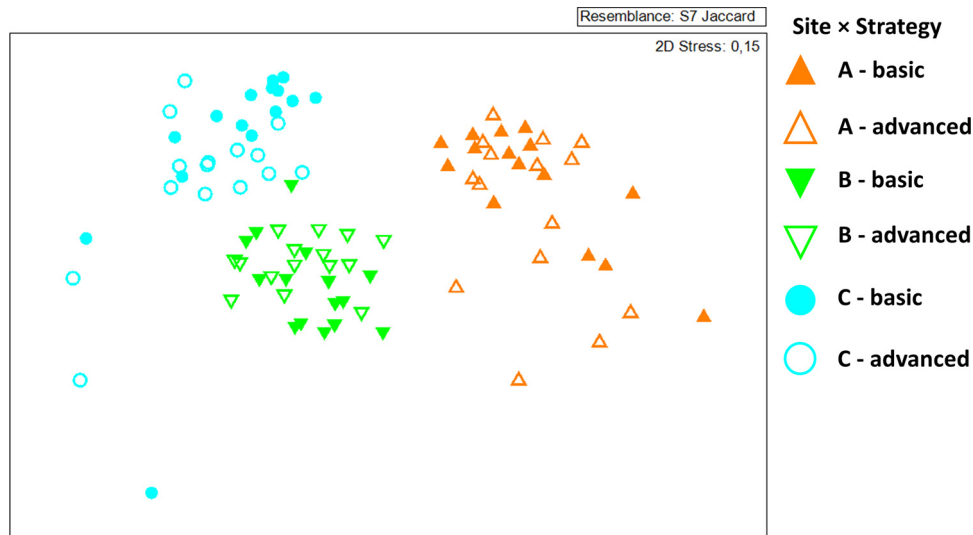 Resemblance: S7 Jaccard
2D Stress: 0,15
Site × Strategy
A - basic
A - advanced
B - basic
B - advanced
C - basic
C - advanced